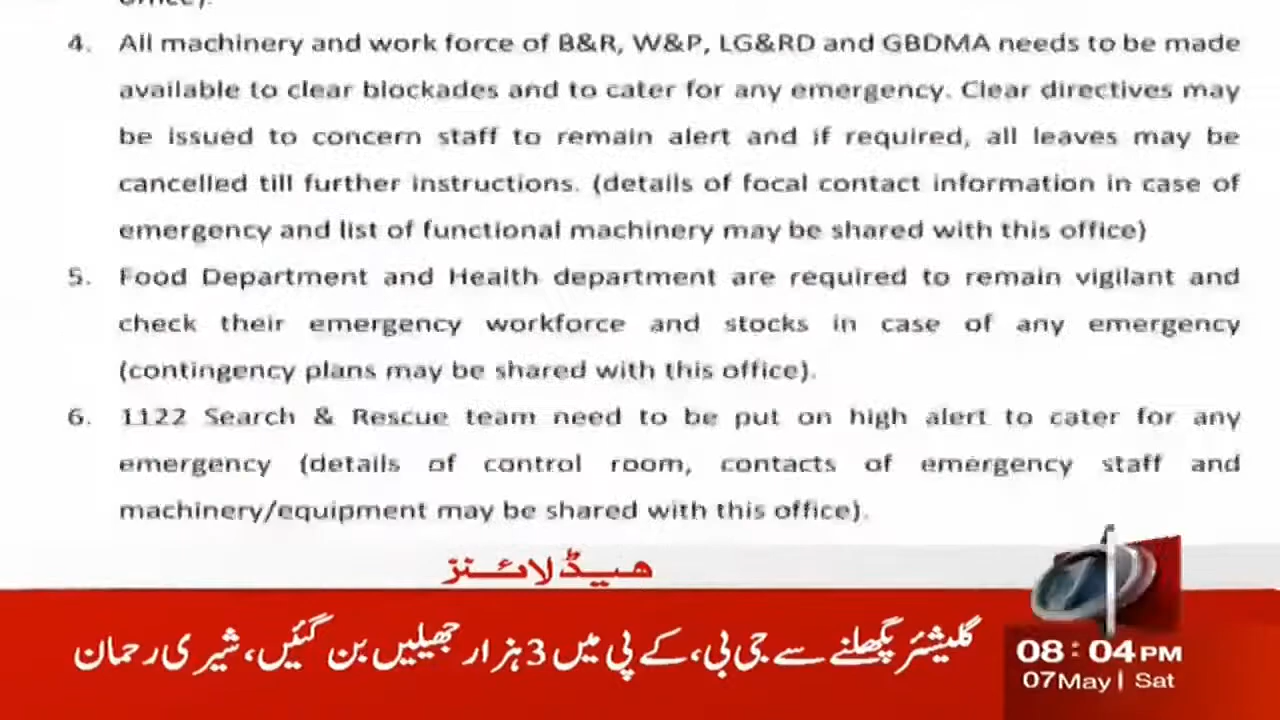 office).
4. All machinery and work force of B&R, W&P, LG&RD and GBDMA needs to be made
available to clear blockades and to cater for any emergency. Clear directives may
be issued to concern staff to remain alert and if required, all leaves may be
cancelled till further instructions. (details of focal contact information in case of
emergency and list of functional machinery may be shared with this office)
5. Food Department and Health department are required to remain vigilant and
check their emergency workforce and stocks in case of any emergency
(contingency plans may be shared with this office).
6. 1122 Search & Rescue team need to be put on high alert to cater for any
emergency (details of control room, contacts of emergency staff and
machinery/equipment may be shared with this office).
ہیڈلائنز
گلیشئر پگھلنے سے جی بی، کے پی میں 3 ہزار جھیلیں بن گئیں، شیری رحمان
08:04 PM
07 May | Sat